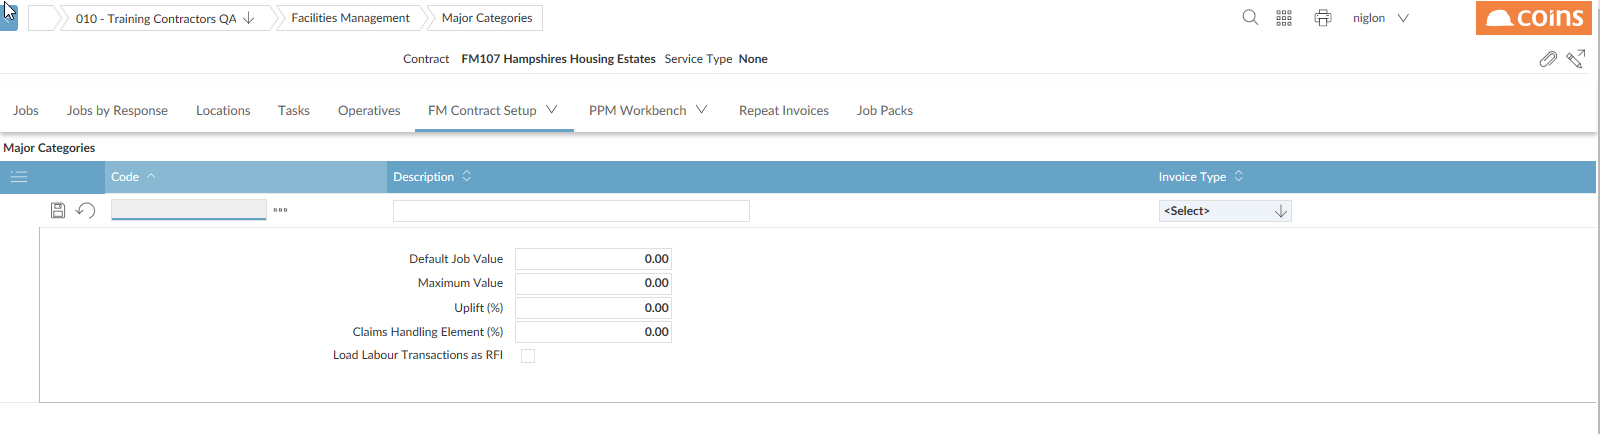 010 - Training Contractors QA Facilities Management Major Categories niglon coins
Contract FM107 Hampshires Housing Estates Service Type None
Jobs Jobs by Response Locations Tasks Operatives FM Contract Setup PPM Workbench Repeat Invoices Job Packs
Major Categories
Code Description Invoice Type
<Select>
Default Job Value 0.00
Maximum Value 0.00
Uplift (%) 0.00
Claims Handling Element (%) 0.00
Load Labour Transactions as RFI